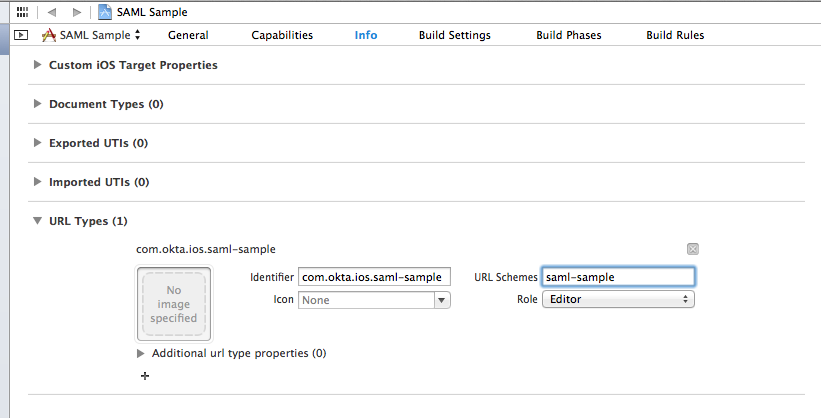 SAML Sample
SAML Sample General Capabilities Info Build Settings Build Phases Build Rules
Custom iOS Target Properties
Document Types (0)
Exported UTIs (0)
Imported UTIs (0)
URL Types (1)
com.okta.ios.saml-sample
No
image
specified
Identifier com.okta.ios.saml-sample URL Schemes saml-sample
Icon None Role Editor
Additional url type properties (0)